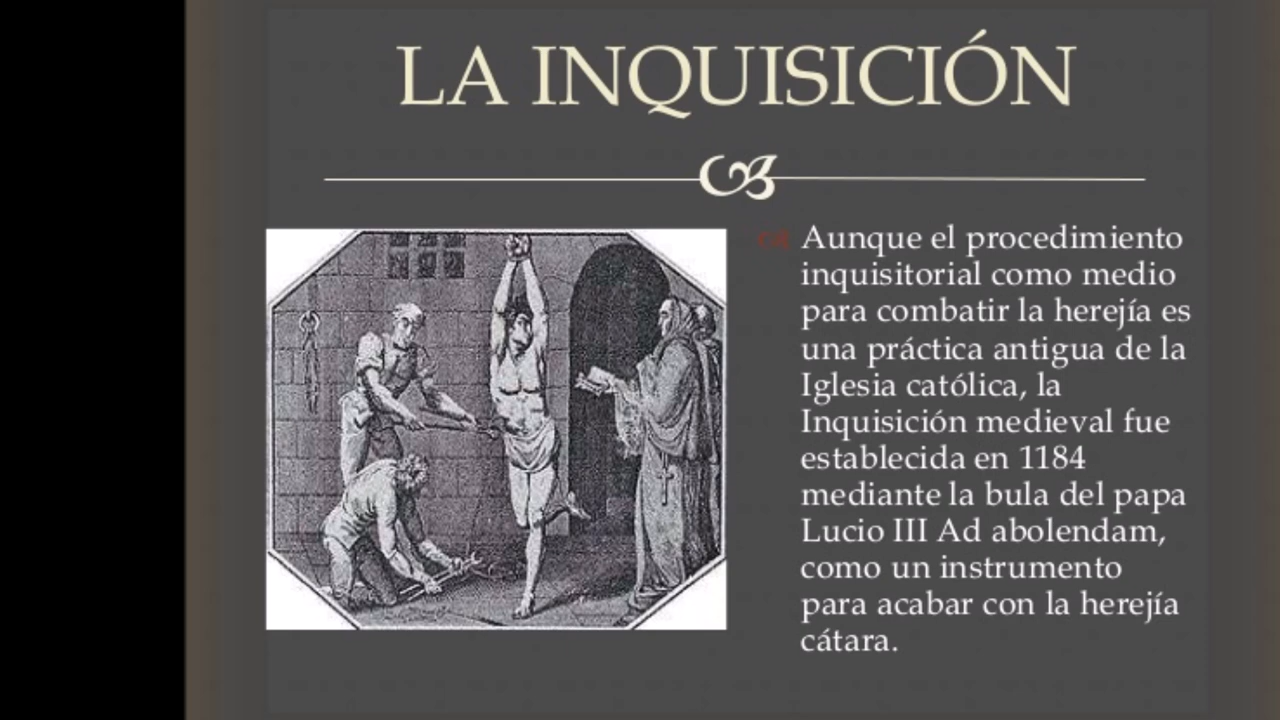 LA INQUISICIÓN
Aunque el procedimiento
inquisitorial como medio
para combatir la herejía es
una práctica antigua de la
Iglesia católica, la
Inquisición medieval fue
establecida en 1184
mediante la bula del papa
Lucio III Ad abolendam,
como un instrumento
para acabar con la herejía
cátara.